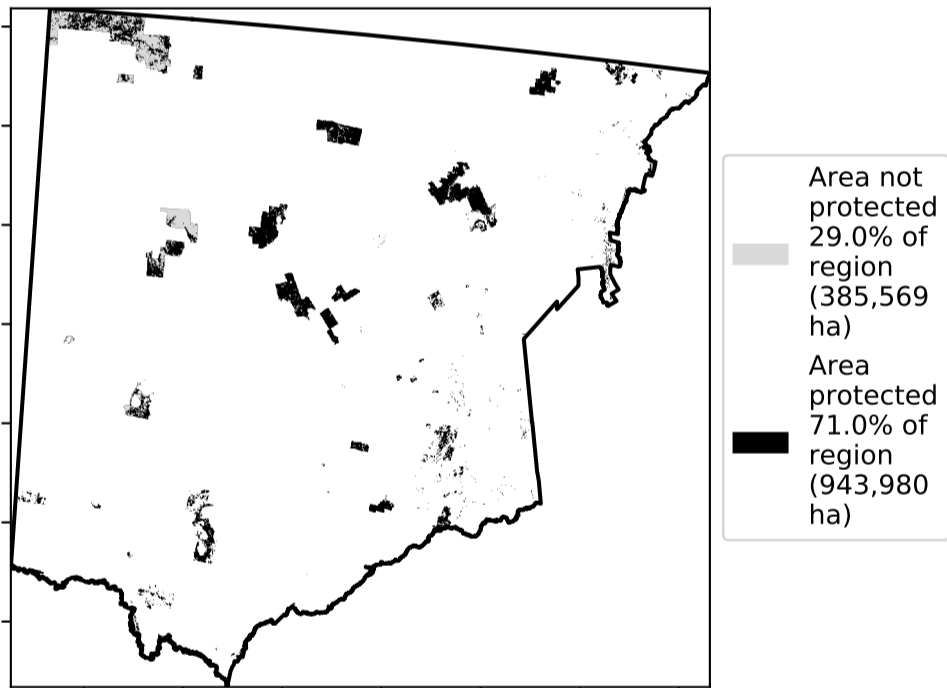 Area not
protected
29.0% of
region
(385,569
ha)
Area
protected
71.0% of
region
(943,980
ha)